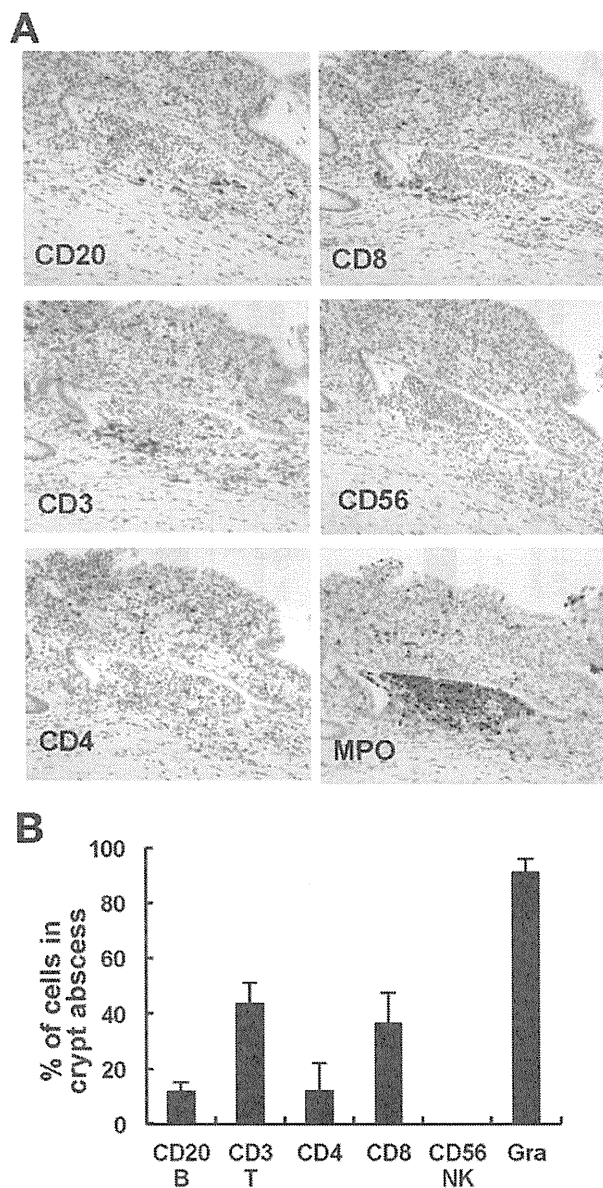 A
CD20
CD8
CD3
CD56
CD4
MPO
B
% of cells in
crypt abscess
100
80
60
40
20
0
CD20 CD3 CD4 CD8 CD56 Gra
B T NK